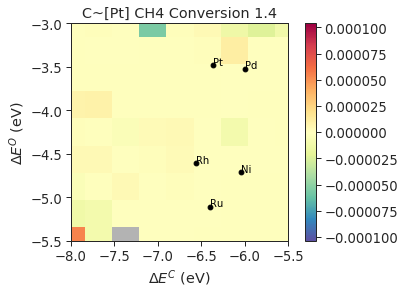 C~[Pt] CH4 Conversion 1.4
ΔE^O (eV)
−3.0
−3.5
−4.0
−4.5
−5.0
−5.5
Pt
Pd
Rh
Ni
Ru
−8.0 −7.5 −7.0 −6.5 −6.0 −5.5
ΔE^C (eV)
0.000100
0.000075
0.000050
0.000025
0.000000
−0.000025
−0.000050
−0.000075
−0.000100